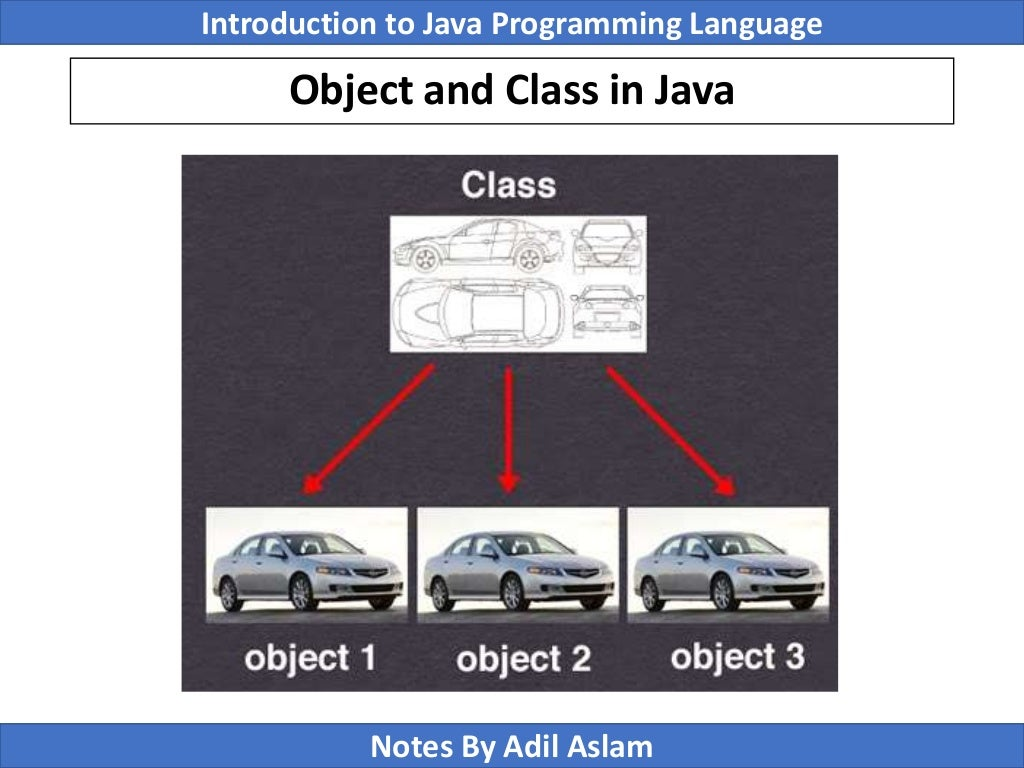 Introduction to Java Programming Language
Object and Class in Java
Class
object 1
object 2
object 3
Notes By Adil Aslam